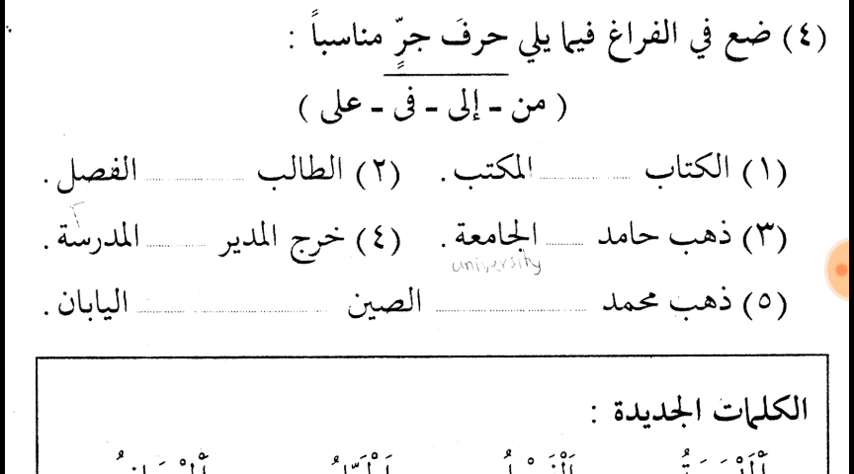 (٤) ضع في الفراغ فيما يلي حرفَ جرٍّ مناسباً :
( من - إلى - فى - على )
(١) الكتاب ............ المكتب . (٢) الطالب ............ الفصل .
(٣) ذهب حامد ...... الجامعة . (٤) خرج المدير ......... المدرسة .
university
(٥) ذهب محمد .................. الصين .................. اليابان .
الكلمات الجديدة :